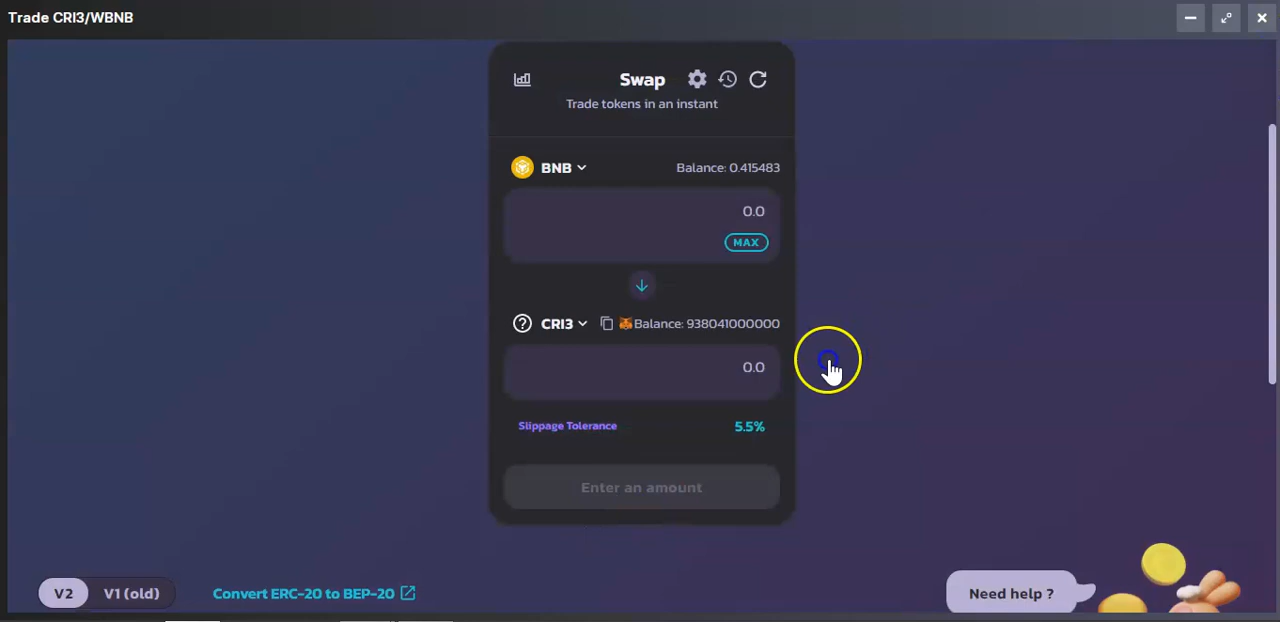 Trade CRI3/WBNB
Swap
Trade tokens in an instant
BNB
Balance: 0.415483
0.0
MAX
CRI3
Balance: 938041000000
0.0
Slippage Tolerance
5.5%
Enter an amount
V2
V1 (old)
Convert ERC-20 to BEP-20
Need help ?